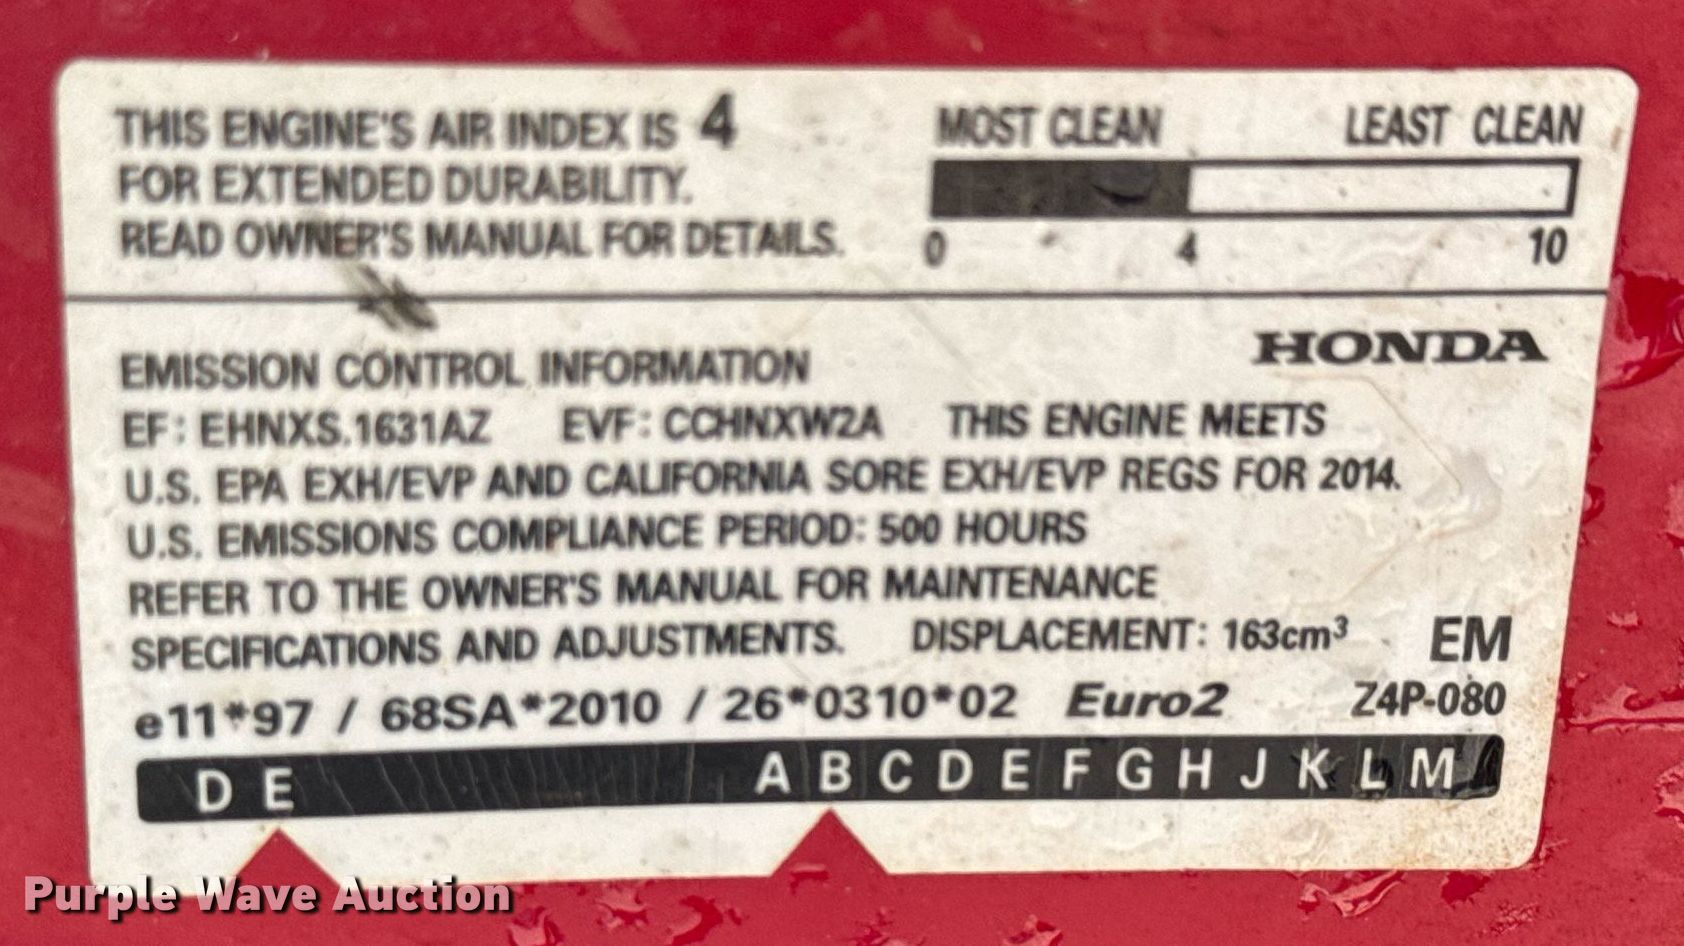 THIS ENGINE'S AIR INDEX IS 4
FOR EXTENDED DURABILITY.
READ OWNER'S MANUAL FOR DETAILS.
MOST CLEAN LEAST CLEAN
0 4 10
HONDA
EMISSION CONTROL INFORMATION
EF: EHNXS.1631AZ EVF: CCHNXW2A THIS ENGINE MEETS
U.S. EPA EXH/EVP AND CALIFORNIA SORE EXH/EVP REGS FOR 2014.
U.S. EMISSIONS COMPLIANCE PERIOD: 500 HOURS
REFER TO THE OWNER'S MANUAL FOR MAINTENANCE
SPECIFICATIONS AND ADJUSTMENTS. DISPLACEMENT: 163cm³ EM
e11*97 / 68SA*2010 / 26*0310*02 Euro2 Z4P-080
D E A B C D E F G H J K L M
Purple Wave Auction